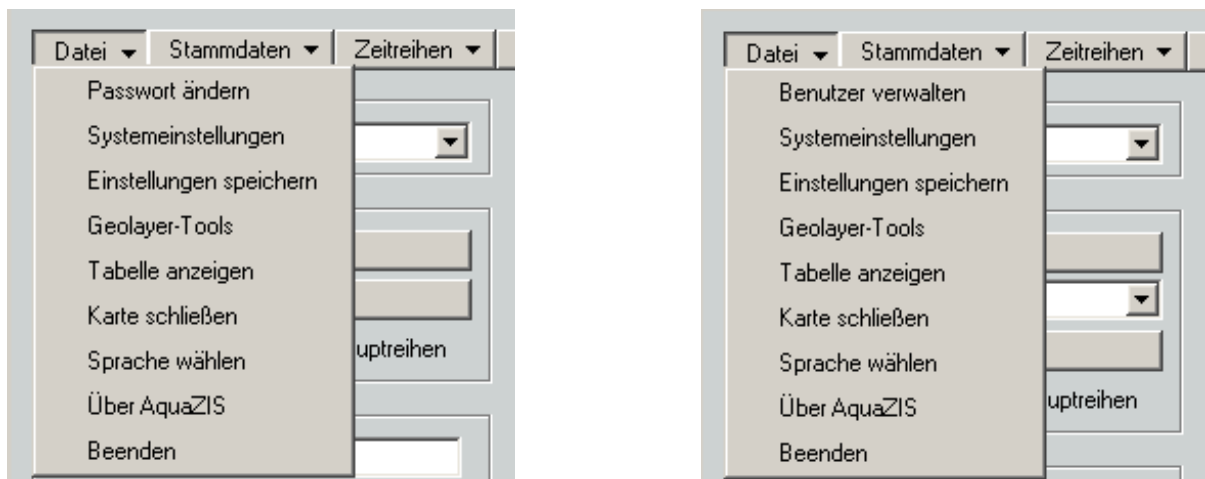 Datei Stammdaten Zeitreihen
Passwort ändern
Systemeinstellungen
Einstellungen speichern
Geolayer-Tools
Tabelle anzeigen
Karte schließen
Sprache wählen
Über AquaZIS
Beenden
uptreihen
Datei Stammdaten Zeitreihen
Benutzer verwalten
Systemeinstellungen
Einstellungen speichern
Geolayer-Tools
Tabelle anzeigen
Karte schließen
Sprache wählen
Über AquaZIS
Beenden
uptreihen